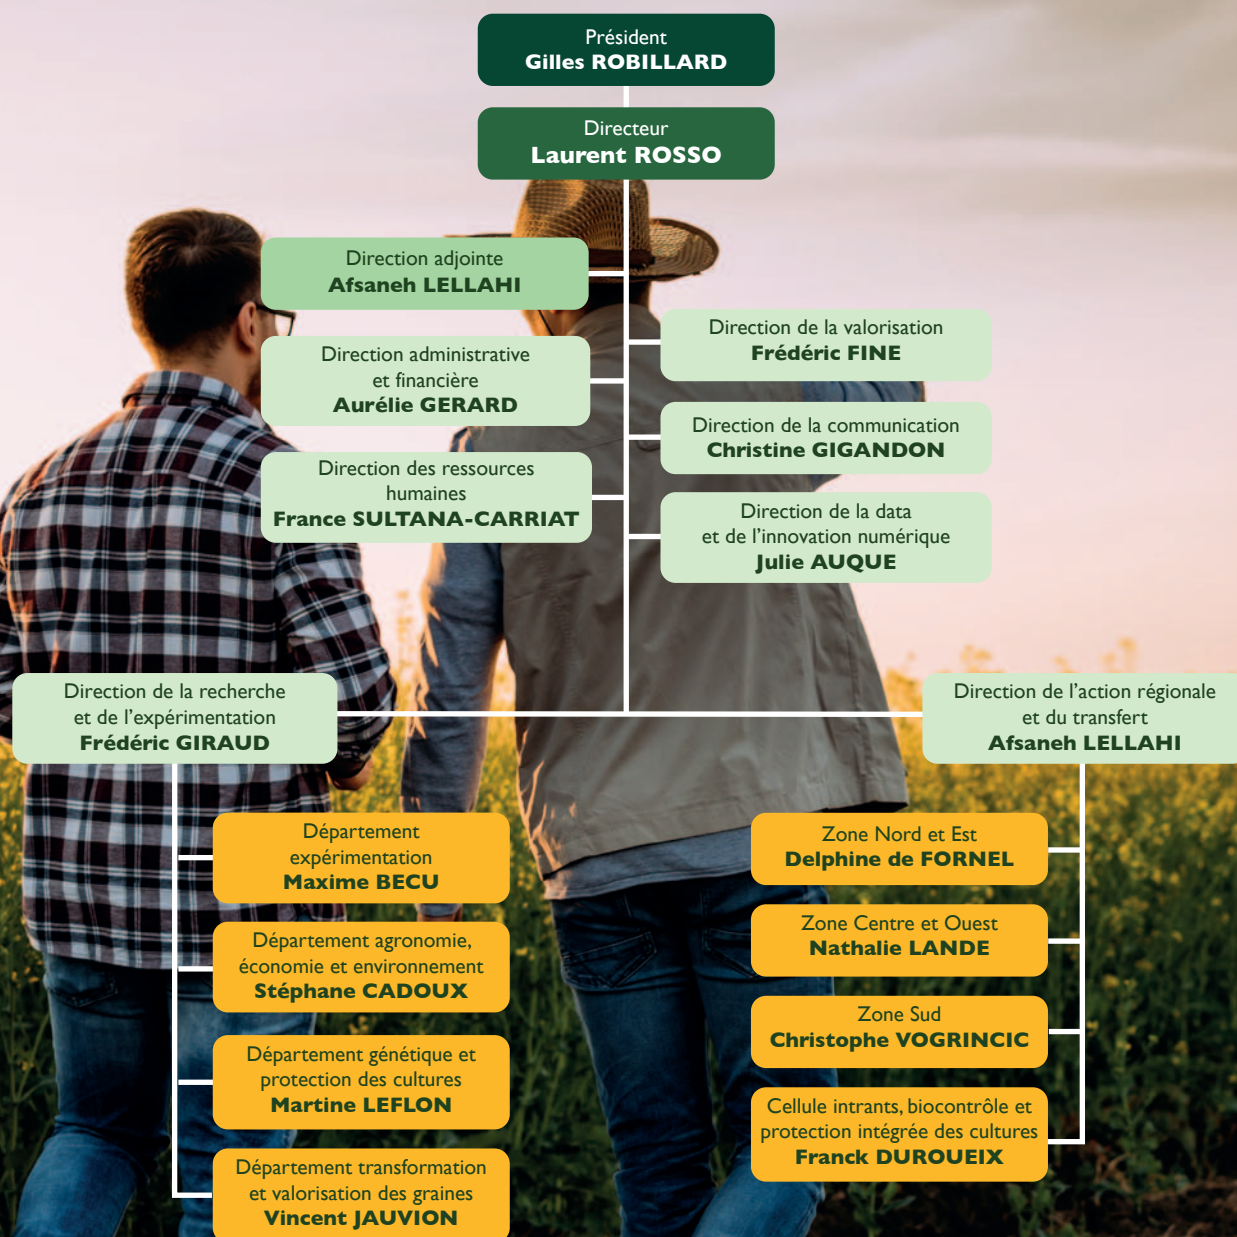 Président
Gilles ROBILLARD
Directeur
Laurent ROSSO
Direction adjointe
Afsaneh LELLAHI
Direction administrative
et financière
Aurélie GERARD
Direction des ressources
humaines
France SULTANA-CARRIAT
Direction de la valorisation
Frédéric FINE
Direction de la communication
Christine GIGANDON
Direction de la data
et de l’innovation numérique
Julie AUQUE
Direction de la recherche
et de l’expérimentation
Frédéric GIRAUD
Direction de l’action régionale
et du transfert
Afsaneh LELLAHI
Département
expérimentation
Maxime BECU
Département agronomie,
économie et environnement
Stéphane CADOUX
Département génétique et
protection des cultures
Martine LEFLON
Département transformation
et valorisation des graines
Vincent JAUVION
Zone Nord et Est
Delphine de FORNEL
Zone Centre et Ouest
Nathalie LANDE
Zone Sud
Christophe VOGRINCIC
Cellule intrants, biocontrôle et
protection intégrée des cultures
Franck DUROUEIX